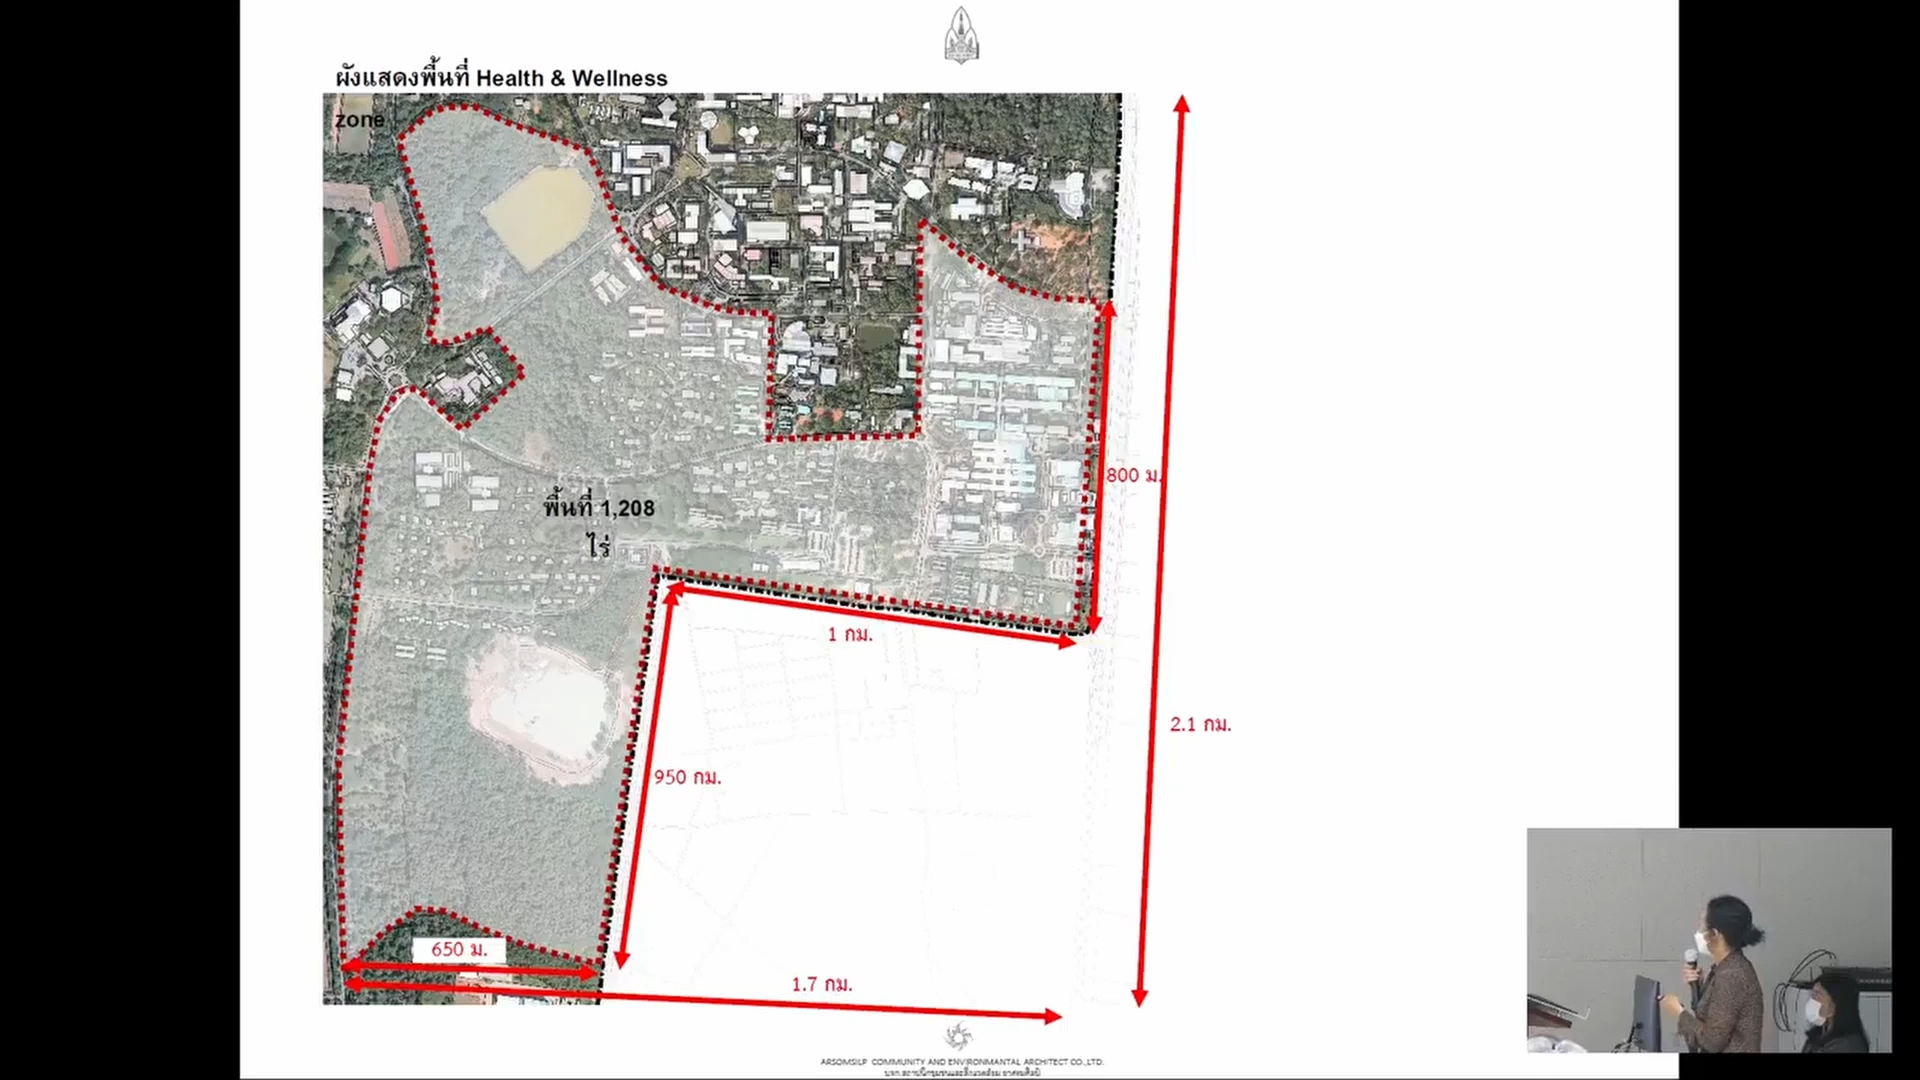 ผังแสดงพื้นที่ Health & Wellness
zone
800 ม.
พื้นที่ 1,208
ไร่
1 กม.
2.1 กม.
950 กม.
650 ม.
1.7 กม.
ARSOMSILP COMMUNITY AND ENVIRONMANTAL ARCHITECT CO.,LTD.